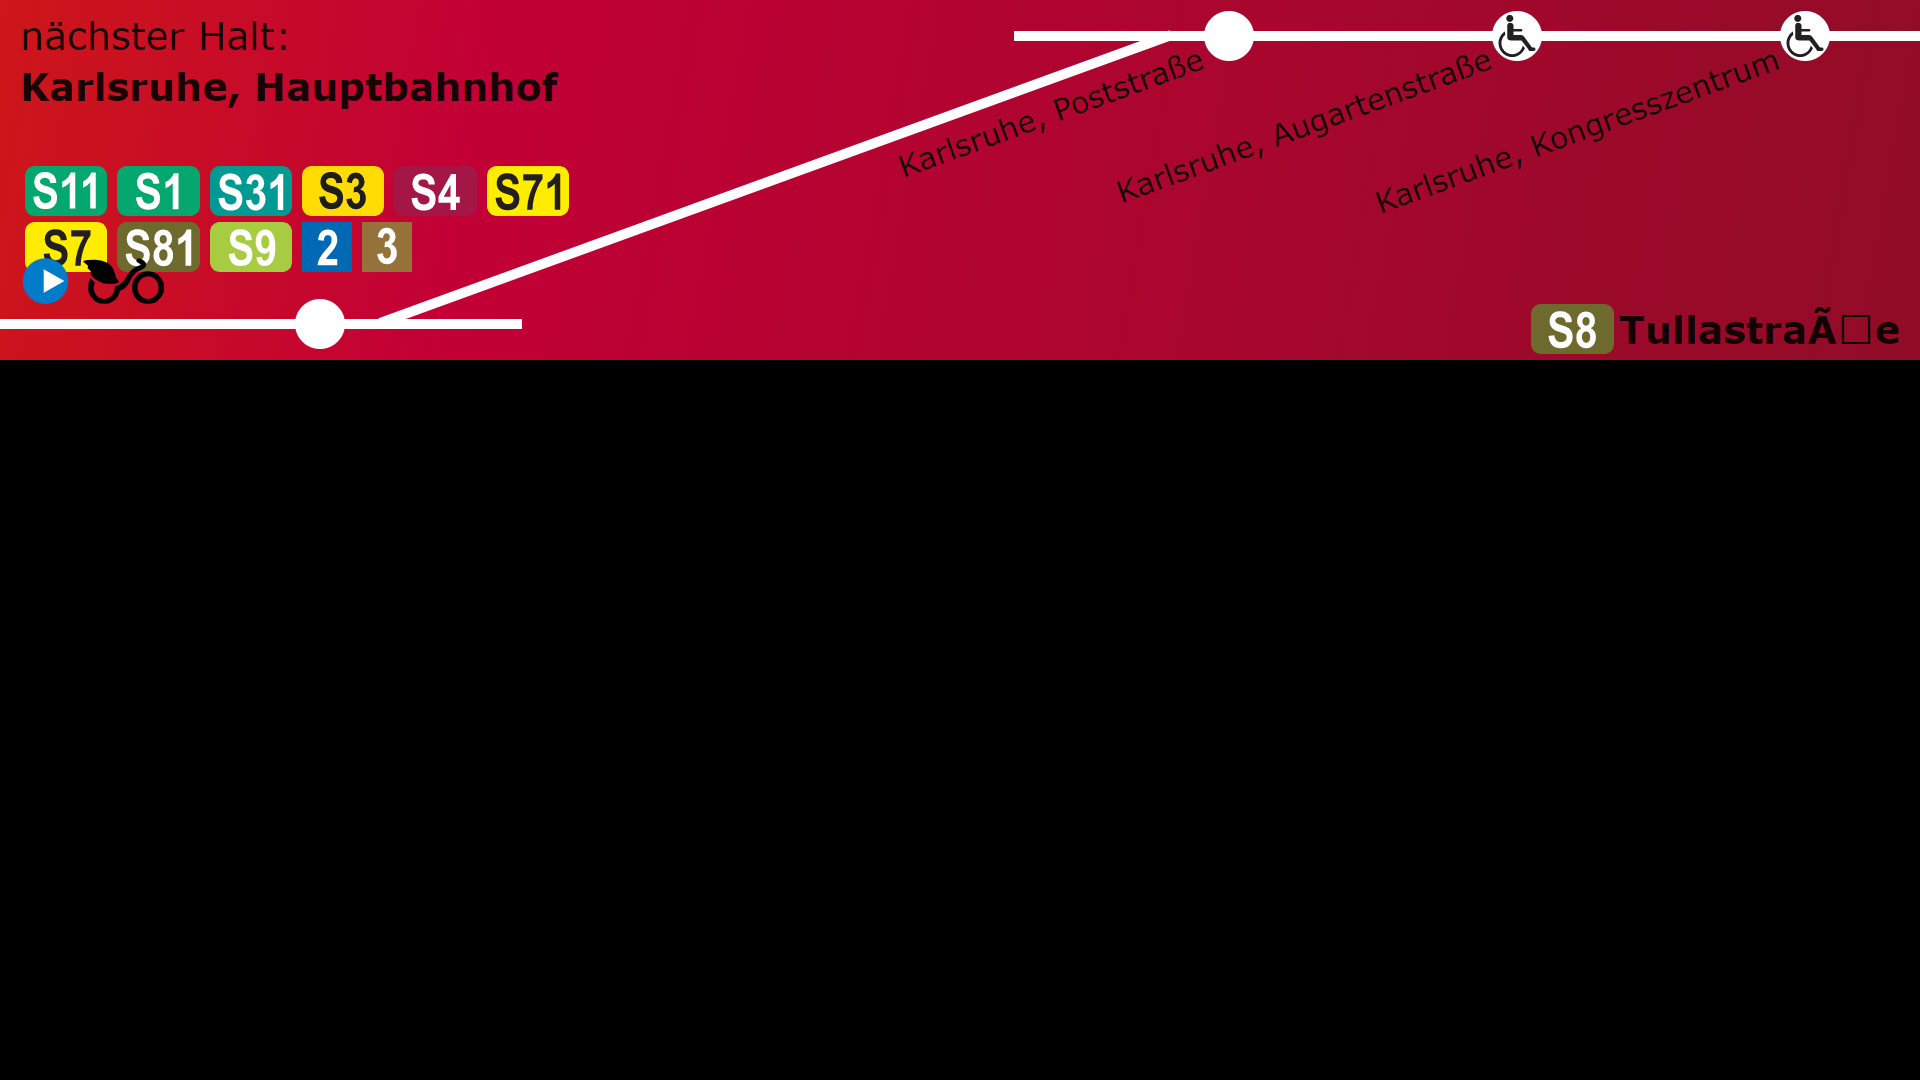 nächster Halt:
Karlsruhe, Hauptbahnhof
S11 S1 S31 S3 S4 S71
S7 S81 S9 2 3
Karlsruhe, Poststraße
Karlsruhe, Augartenstraße
Karlsruhe, Kongresszentrum
S8 TullastraÃ□e